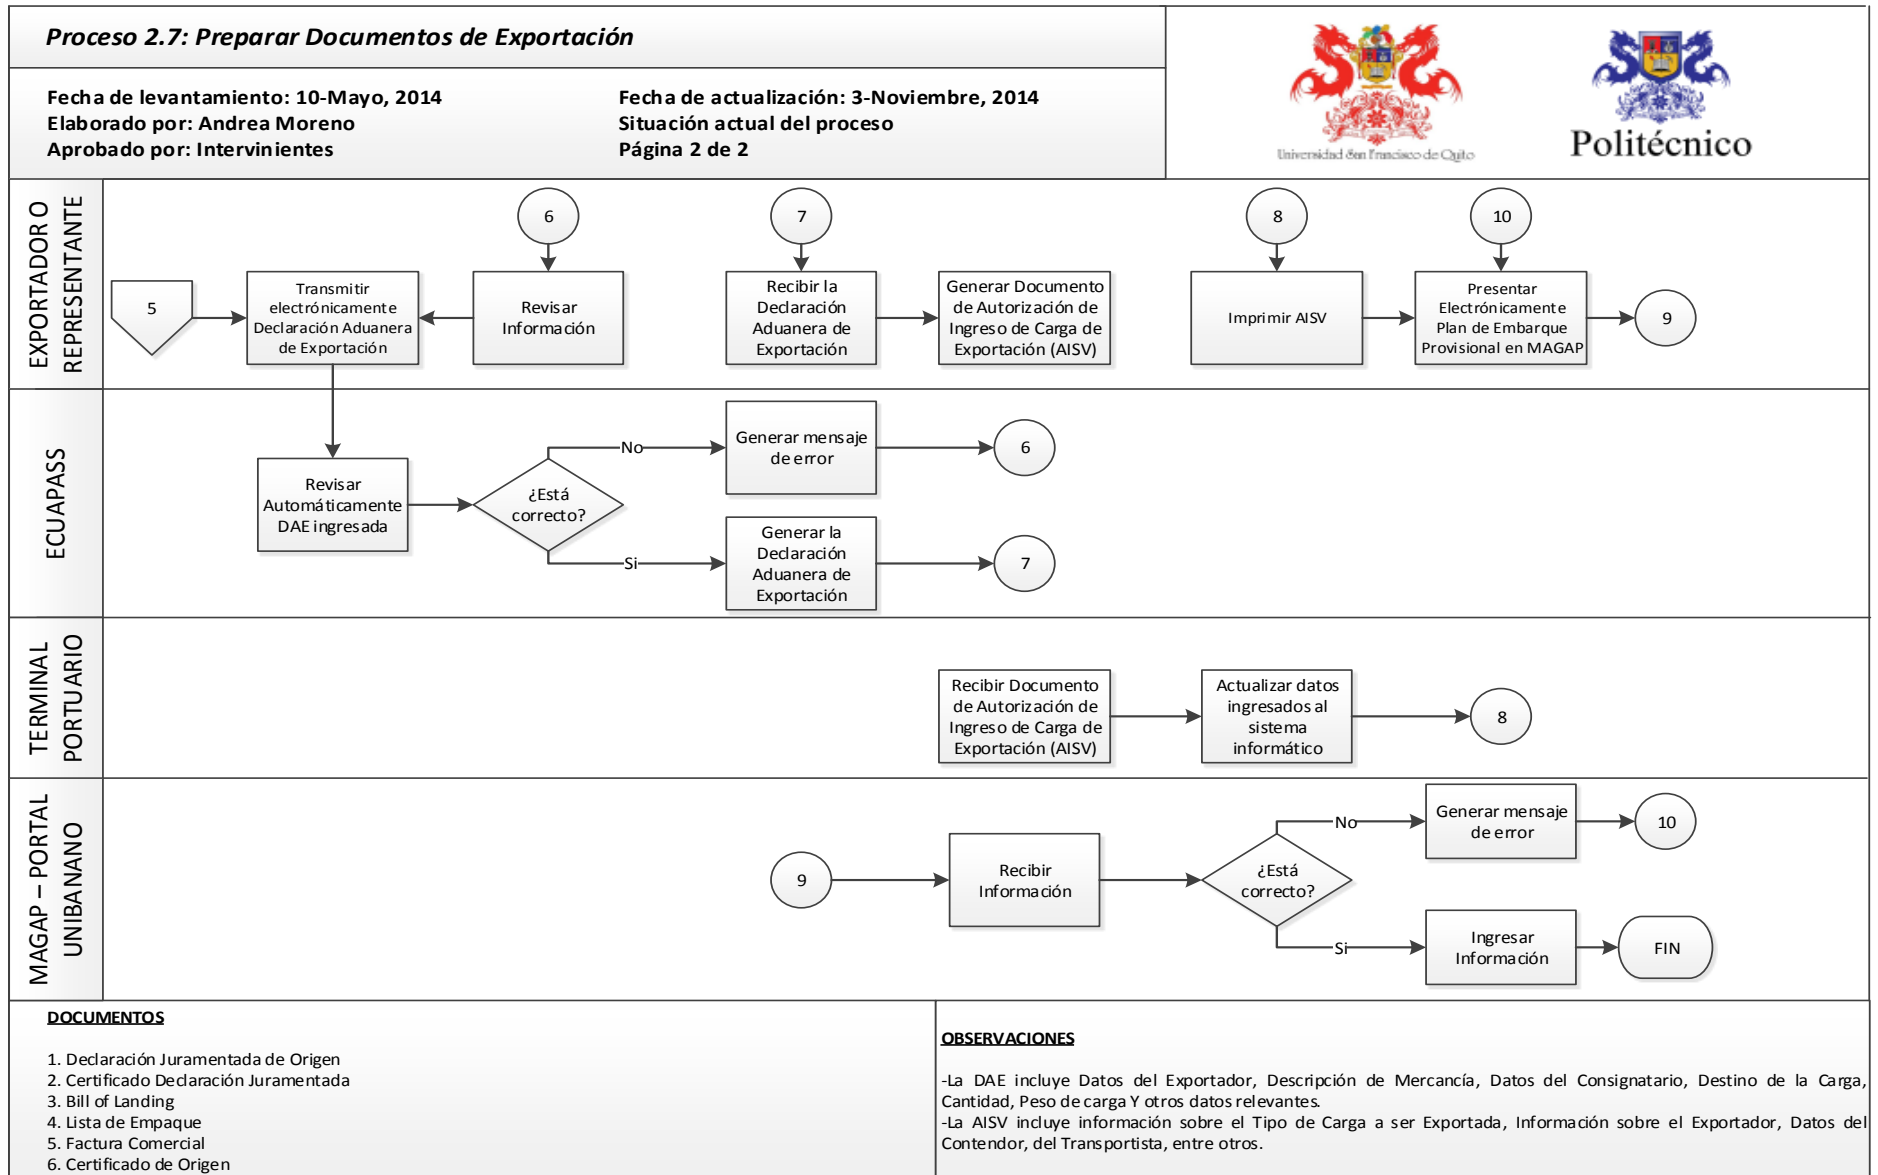 Proceso 2.7: Preparar Documentos de Exportación
Fecha de levantamiento: 10-Mayo, 2014
Elaborado por: Andrea Moreno
Aprobado por: Intervinientes
Fecha de actualización: 3-Noviembre, 2014
Situación actual del proceso
Página 2 de 2
Universidad San Francisco de Quito
Politécnico
EXPORTADOR O
REPRESENTANTE
6
7
8
10
5
Transmitir
electrónicamente
Declaración Aduanera
de Exportación
Revisar
Información
Recibir la
Declaración
Aduanera de
Exportación
Generar Documento
de Autorización de
Ingreso de Carga de
Exportación (AISV)
Imprimir AISV
Presentar
Electrónicamente
Plan de Embarque
Provisional en MAGAP
9
ECUAPASS
Revisar
Automáticamente
DAE ingresada
¿Está
correcto?
No
Generar mensaje
de error
6
Si
Generar la
Declaración
Aduanera de
Exportación
7
TERMINAL
PORTUARIO
Recibir Documento
de Autorización de
Ingreso de Carga de
Exportación (AISV)
Actualizar datos
ingresados al
sistema
informático
8
MAGAP – PORTAL
UNIBANANO
9
Recibir
Información
¿Está
correcto?
No
Generar mensaje
de error
10
Si
Ingresar
Información
FIN
DOCUMENTOS
1. Declaración Juramentada de Origen
2. Certificado Declaración Juramentada
3. Bill of Landing
4. Lista de Empaque
5. Factura Comercial
6. Certificado de Origen
OBSERVACIONES
-La DAE incluye Datos del Exportador, Descripción de Mercancía, Datos del Consignatario, Destino de la Carga,
Cantidad, Peso de carga Y otros datos relevantes.
-La AISV incluye información sobre el Tipo de Carga a ser Exportada, Información sobre el Exportador, Datos del
Contendor, del Transportista, entre otros.